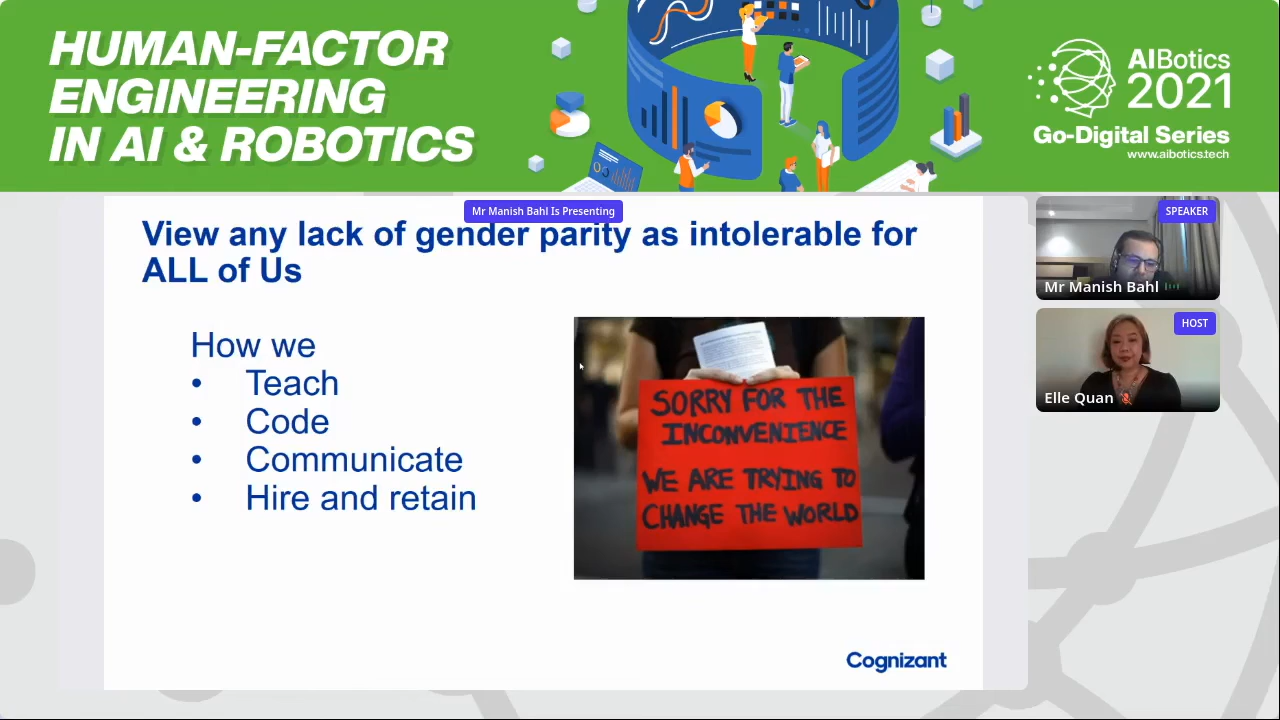 HUMAN-FACTOR
ENGINEERING
IN AI & ROBOTICS
AIBotics
2021
Go-Digital Series
www.aibotics.tech
Mr Manish Bahl Is Presenting
View any lack of gender parity as intolerable for
ALL of Us
How we
• Teach
• Code
• Communicate
• Hire and retain
SORRY FOR THE
INCONVENIENCE
WE ARE TRYING TO
CHANGE THE WORLD
Cognizant
SPEAKER
Mr Manish Bahl
HOST
Elle Quan